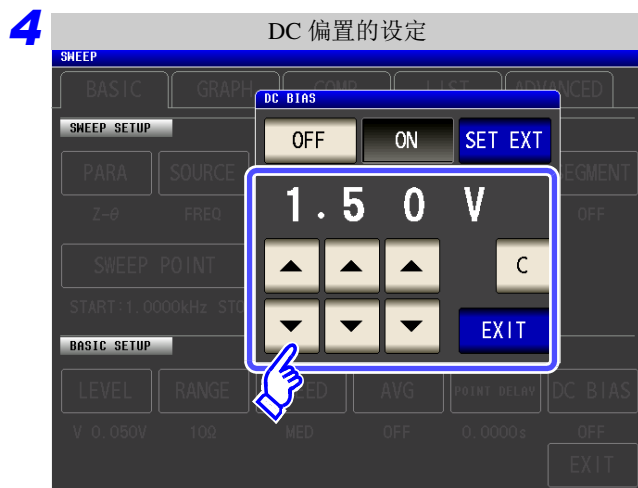 4
DC 偏置的设定
SWEEP
BASIC GRAPH COMP LIST ADVANCED
DC BIAS
SWEEP SETUP
OFF ON SET EXT
PARA SOURCE SEGMENT
1.50 V
Z-θ FREQ OFF
C
SWEEP POINT
START:1.0000kHz STO
EXIT
BASIC SETUP
LEVEL RANGE SPEED AVG POINT DELAY DC BIAS
V 0.050V 10Ω MED OFF 0.0000s OFF
EXIT